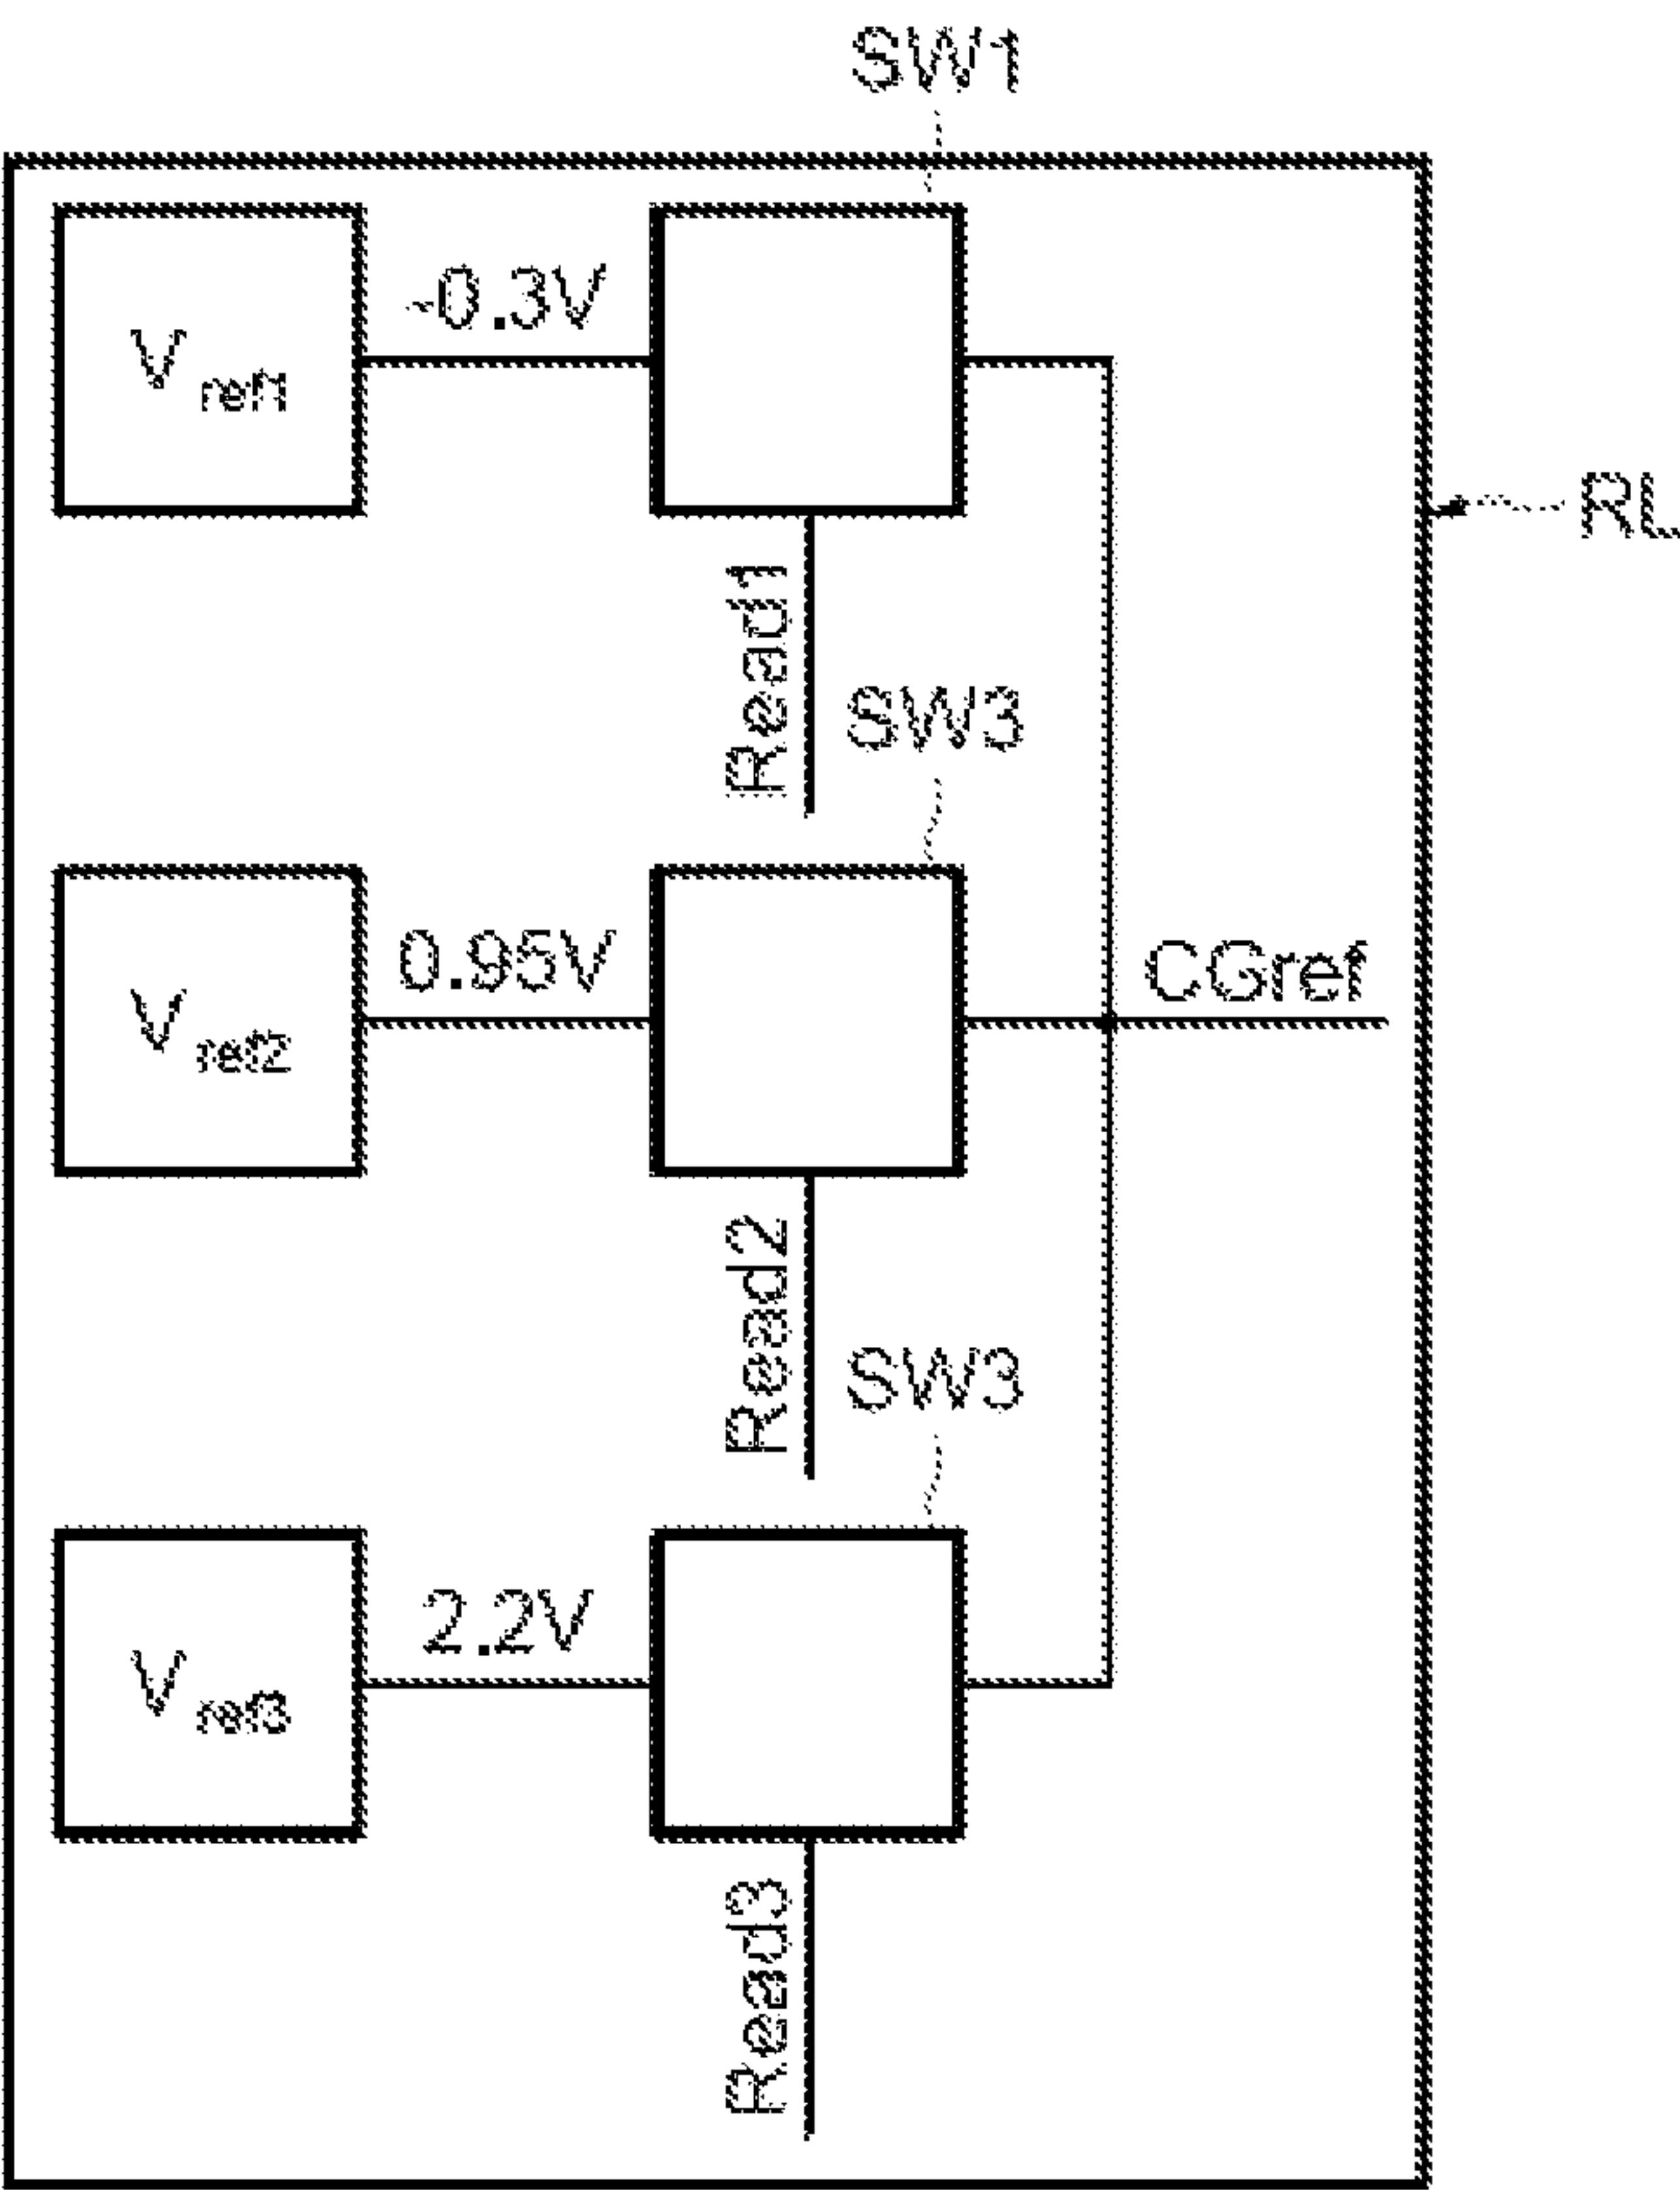 SW1
-0.3V
Vref1
RL
Read1
SW3
0.95V
CGref
Vref2
Read2
SW3
2.2V
Vref3
Read3